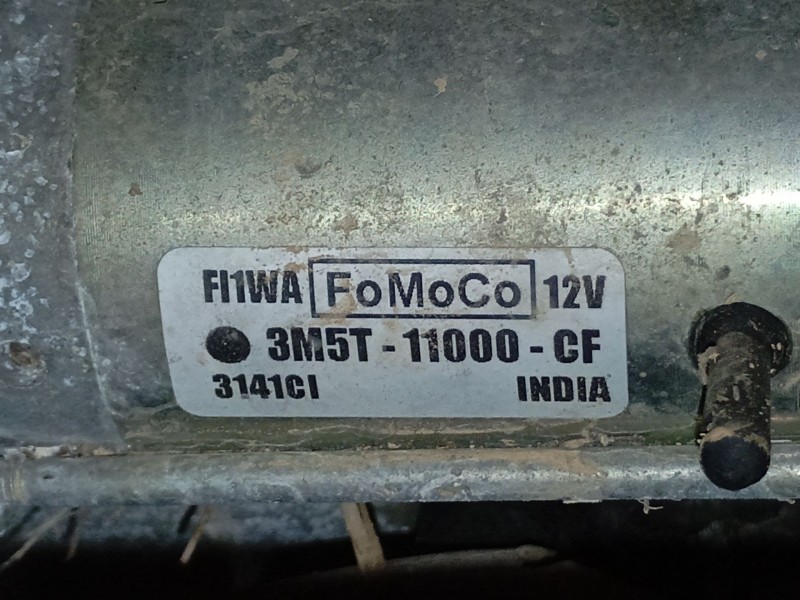 FI1WA FoMoCo 12V
3M5T - 11000 - CF
3141CI INDIA